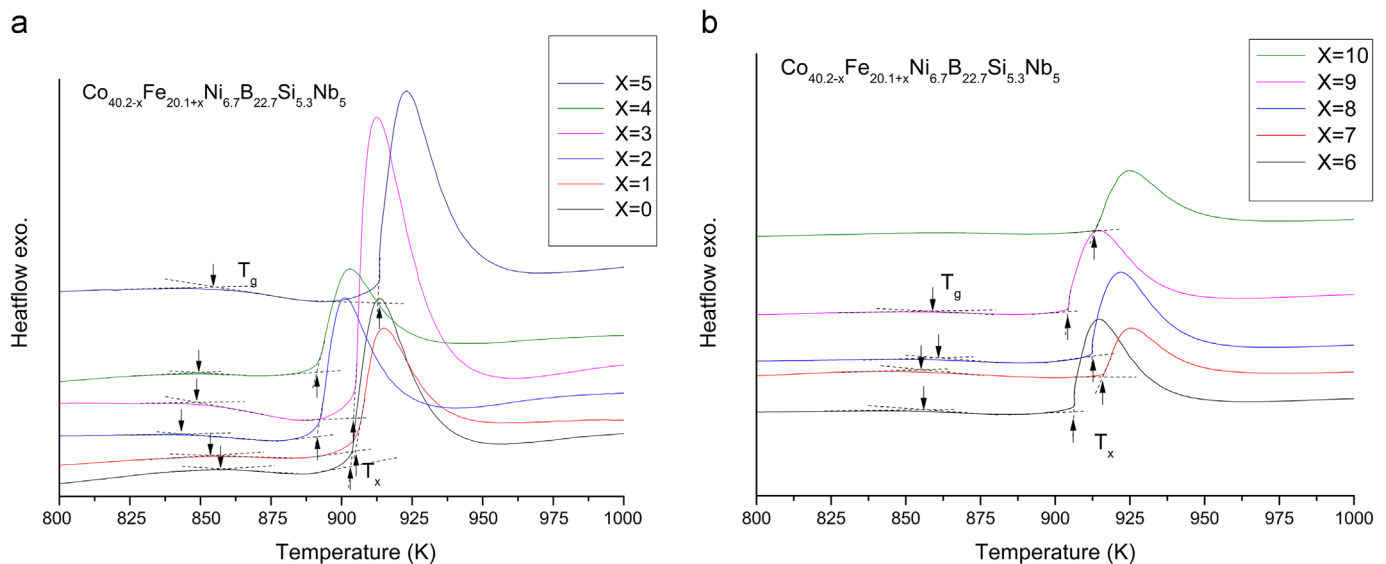 a
Co40.2-xFe20.1+xNi6.7B22.7Si5.3Nb5
X=5
X=4
X=3
X=2
X=1
X=0
Tg
Tx
Heatflow exo.
800 825 850 875 900 925 950 975 1000
Temperature (K)
b
Co40.2-xFe20.1+xNi6.7B22.7Si5.3Nb5
X=10
X=9
X=8
X=7
X=6
Tg
Tx
Heatflow exo.
800 825 850 875 900 925 950 975 1000
Temperature (K)